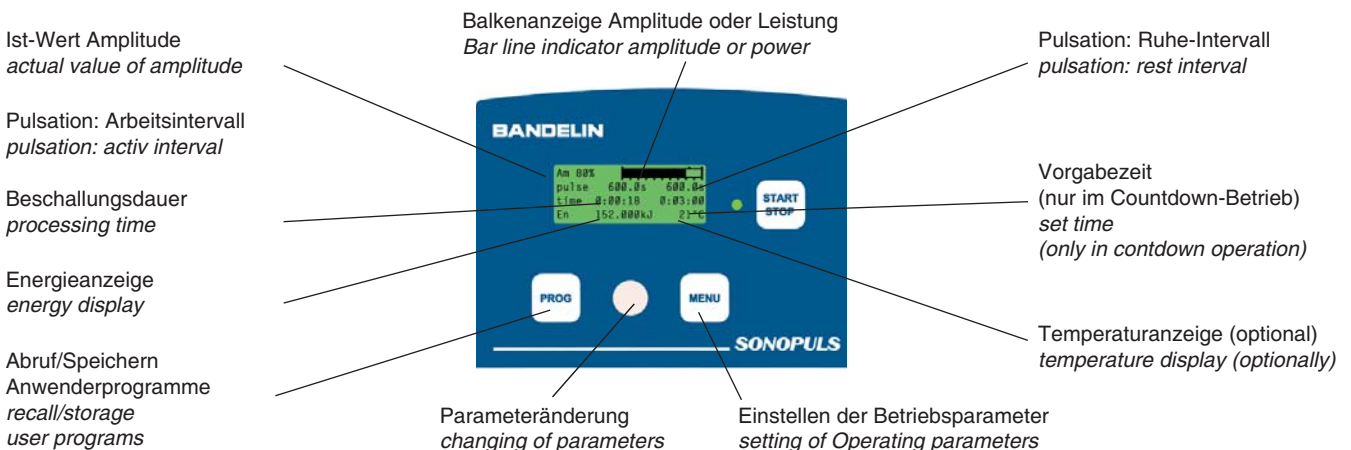 Balkenanzeige Amplitude oder Leistung
Bar line indicator amplitude or power
Ist-Wert Amplitude
actual value of amplitude
Pulsation: Arbeitsintervall
pulsation: activ interval
Beschallungsdauer
processing time
Energieanzeige
energy display
Abruf/Speichern
Anwenderprogramme
recall/storage
user programs
BANDELIN
Am 80%
pulse 600.0s 600.0s
time 0:00:18 0:03:00
En 152.000kJ 21°C
START
STOP
PROG
MENU
SONOPULS
Pulsation: Ruhe-Intervall
pulsation: rest interval
Vorgabezeit
(nur im Countdown-Betrieb)
set time
(only in contdown operation)
Temperaturanzeige (optional)
temperature display (optionally)
Parameteränderung
changing of parameters
Einstellen der Betriebsparameter
setting of Operating parameters